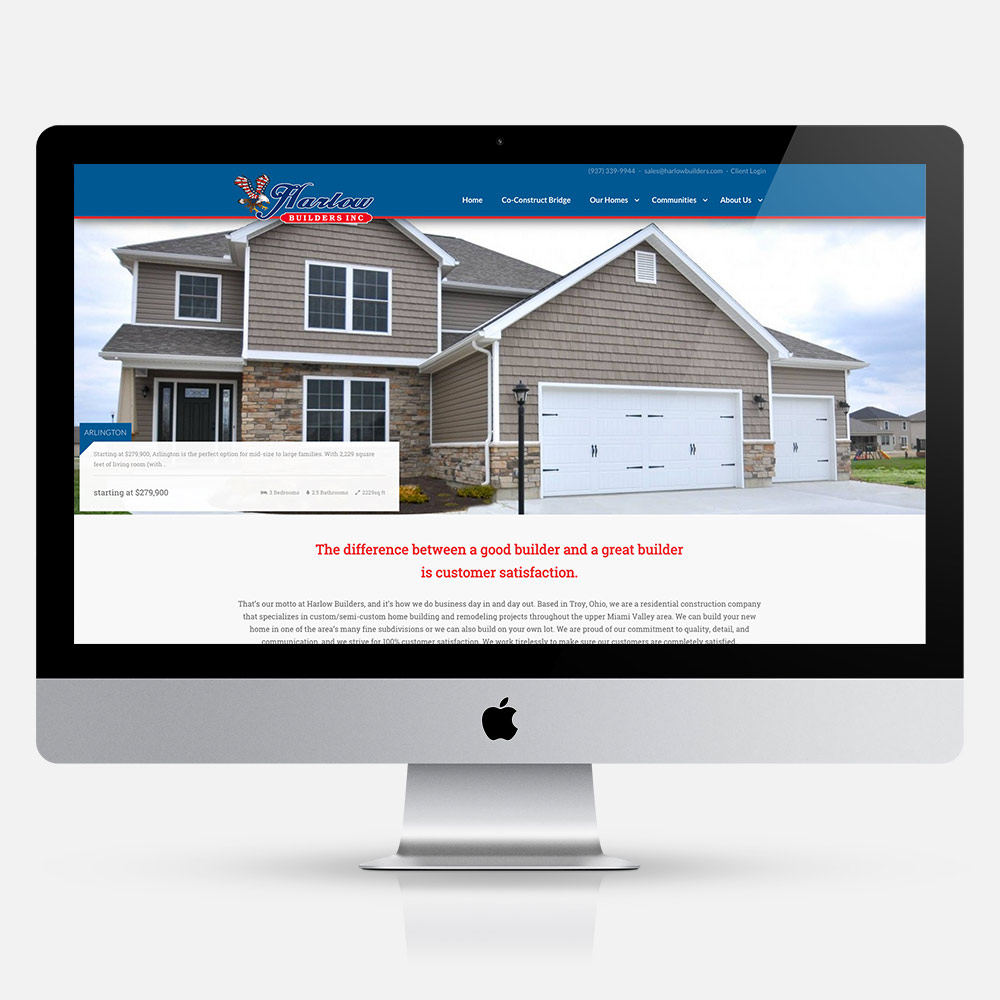 (937) 339-9944 - sales@harlowbuilders.com - Client Login
Harlow
BUILDERS INC
Home Co-Construct Bridge Our Homes Communities About Us
ARLINGTON
Starting at $279,900, Arlington is the perfect option for mid-size to large families. With 2,229 square
feet of living room (with ..
starting at $279,900 3 Bedrooms 2.5 Bathrooms 2229sq ft
The difference between a good builder and a great builder
is customer satisfaction.
That's our motto at Harlow Builders, and it's how we do business day in and day out. Based in Troy, Ohio, we are a residential construction company
that specializes in custom/semi-custom home building and remodeling projects throughout the upper Miami Valley area. We can build your new
home in one of the area's many fine subdivisions or we can also build on your own lot. We are proud of our commitment to quality, detail, and
communication, and we strive for 100% customer satisfaction. We work tirelessly to make sure our customers are completely satisfied